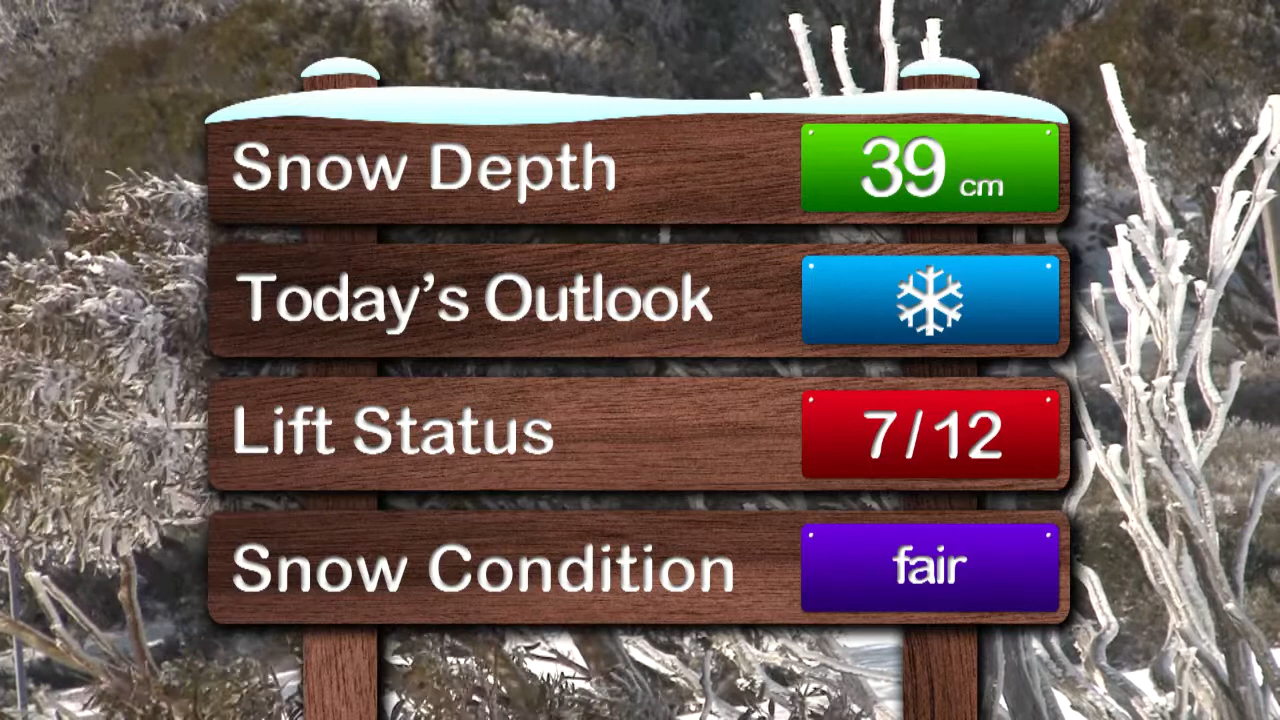 Snow Depth 39 cm
Today's Outlook
Lift Status 7/12
Snow Condition fair